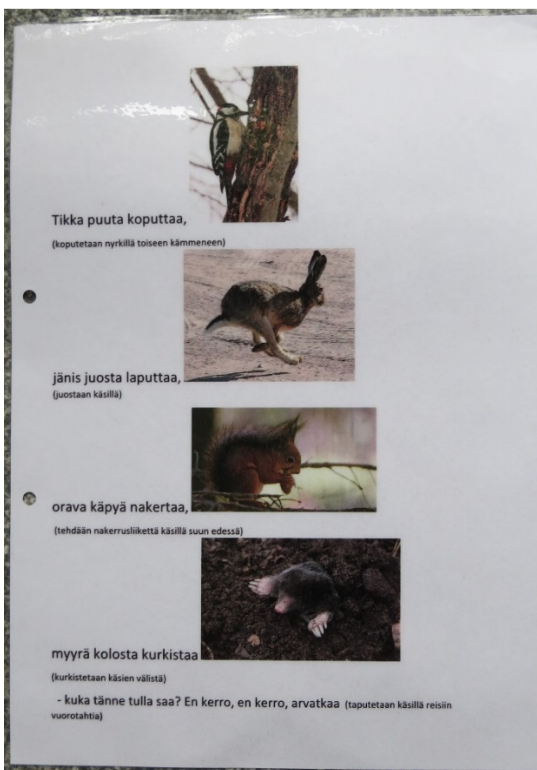 Tikka puuta koputtaa,
(koputetaan nyrkillä toiseen kämmeneen)
jänis juosta laputtaa,
(juostaan käsillä)
orava käpyä nakertaa,
(tehdään nakerrusliikettä käsillä suun edessä)
myyrä kolosta kurkistaa
(kurkistetaan käsien välistä)
- kuka tänne tulla saa? En kerro, en kerro, arvatkaa (taputetaan käsillä reisiin
vuorotahtia)